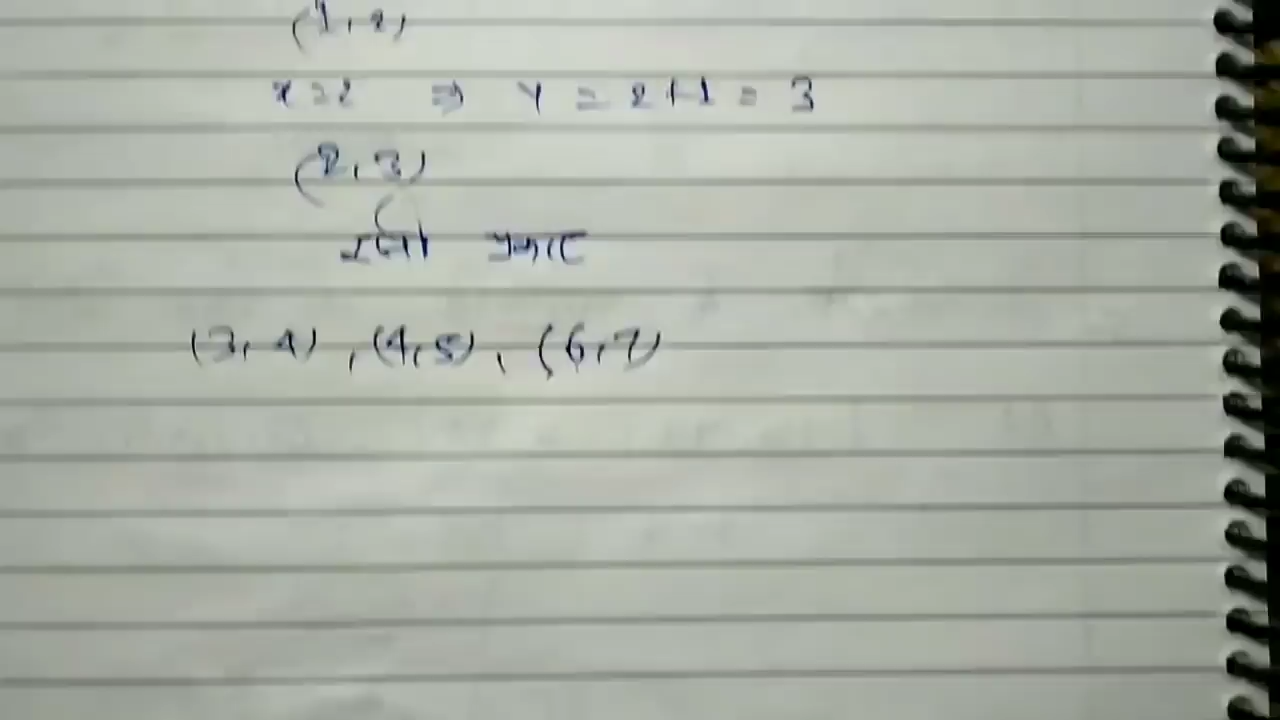 (1, 2)
x = 2 ⇒ y = 2+1 = 3
(2, 3)
इसी प्रकार
(3, 4), (4, 5), (6, 7)